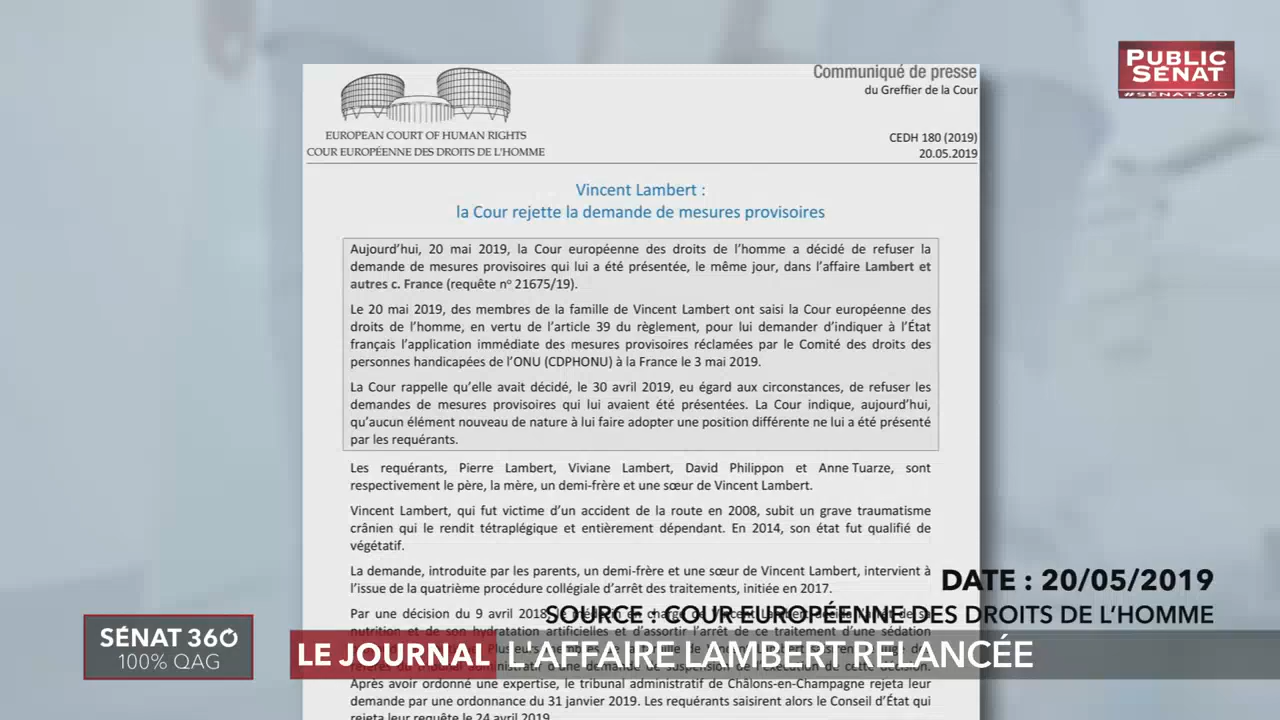 PUBLIC
SÉNAT
#SÉNAT360
Communiqué de presse
du Greffier de la Cour
EUROPEAN COURT OF HUMAN RIGHTS
COUR EUROPÉENNE DES DROITS DE L'HOMME
CEDH 180 (2019)
20.05.2019
Vincent Lambert :
la Cour rejette la demande de mesures provisoires
Aujourd'hui, 20 mai 2019, la Cour européenne des droits de l'homme a décidé de refuser la
demande de mesures provisoires qui lui a été présentée, le même jour, dans l'affaire Lambert et
autres c. France (requête nº 21675/19).
Le 20 mai 2019, des membres de la famille de Vincent Lambert ont saisi la Cour européenne des
droits de l'homme, en vertu de l'article 39 du règlement, pour lui demander d'indiquer à l'État
français l'application immédiate des mesures provisoires réclamées par le Comité des droits des
personnes handicapées de l'ONU (CDPHONU) à la France le 3 mai 2019.
La Cour rappelle qu'elle avait décidé, le 30 avril 2019, eu égard aux circonstances, de refuser les
demandes de mesures provisoires qui lui avaient été présentées. La Cour indique, aujourd'hui,
qu'aucun élément nouveau de nature à lui faire adopter une position différente ne lui a été présenté
par les requérants.
Les requérants, Pierre Lambert, Viviane Lambert, David Philippon et Anne Tuarze, sont
respectivement le père, la mère, un demi-frère et une sœur de Vincent Lambert.
Vincent Lambert, qui fut victime d'un accident de la route en 2008, subit un grave traumatisme
crânien qui le rendit tétraplégique et entièrement dépendant. En 2014, son état fut qualifié de
végétatif.
La demande, introduite par les parents, un demi-frère et une sœur de Vincent Lambert, intervient à
l'issue de la quatrième procédure collégiale d'arrêt des traitements, initiée en 2017.
DATE : 20/05/2019
Par une décision du 9 avril 2018
SOURCE : COUR EUROPÉENNE DES DROITS DE L'HOMME
nutrition et de son hydratation artificielles et d'assortir l'arrêt de ce traitement d'une sédation
SÉNAT 360
100% QAG
LE JOURNAL
L'AFFAIRE LAMBERT RELANCÉE
Après avoir ordonné une expertise, le tribunal administratif de Châlons-en-Champagne rejeta leur
demande par une ordonnance du 31 janvier 2019. Les requérants saisirent alors le Conseil d'État qui
rejeta leur requête le 24 avril 2019.